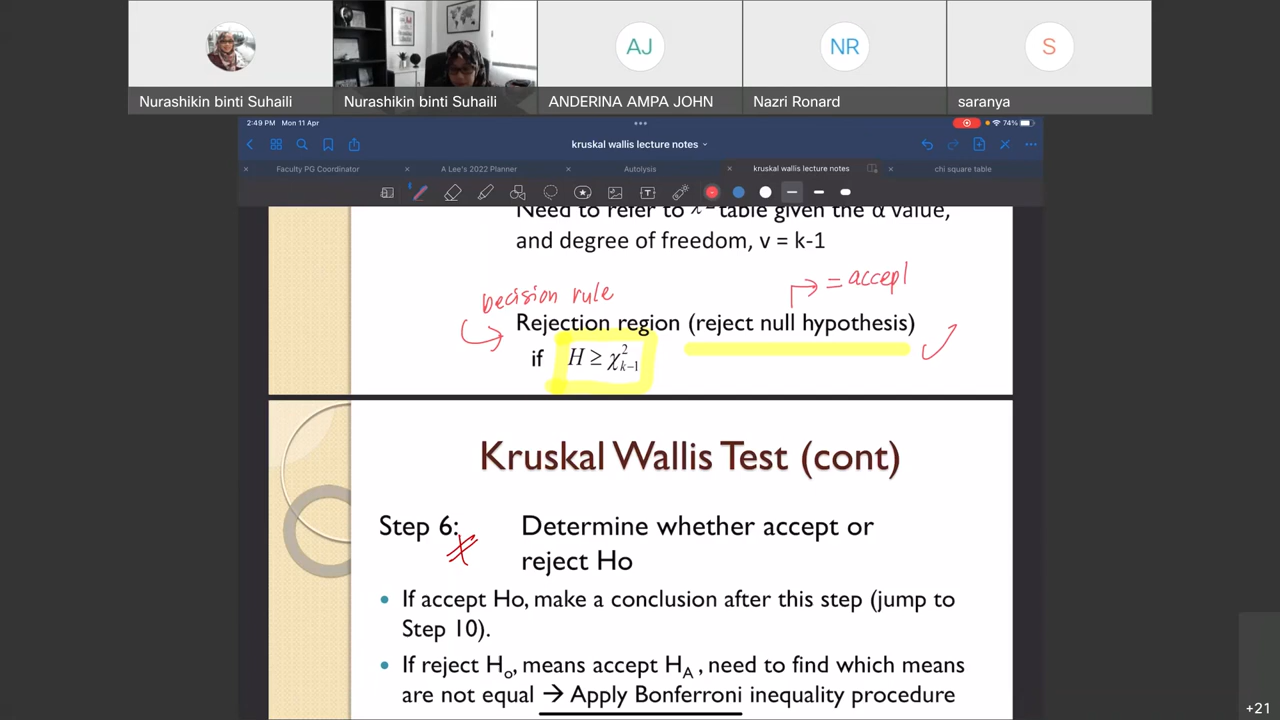 AJ
NR
S
Nurashikin binti Suhaili
Nurashikin binti Suhaili
ANDERINA AMPA JOHN
Nazri Ronard
saranya
2:49 PM Mon 11 Apr
74%
kruskal wallis lecture notes
Faculty PG Coordinator
A Lee's 2022 Planner
Autolysis
kruskal wallis lecture notes
chi square table
Need to refer to χ² table given the α value,
and degree of freedom, v = k-1
= accept
Decision rule
Rejection region (reject null hypothesis)
if H ≥ χ²ₖ₋₁
Kruskal Wallis Test (cont)
Step 6: Determine whether accept or
reject Ho
• If accept Ho, make a conclusion after this step (jump to
Step 10).
• If reject Hₒ, means accept H_A , need to find which means
are not equal → Apply Bonferroni inequality procedure
+21